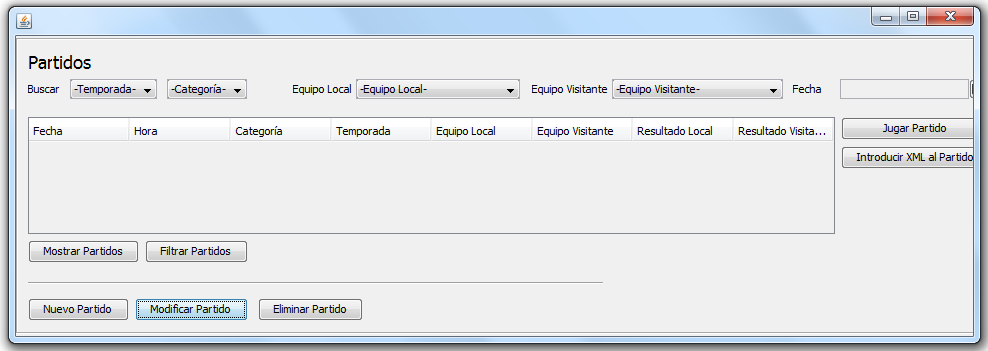 Partidos
Buscar -Temporada- -Categoría- Equipo Local -Equipo Local- Equipo Visitante -Equipo Visitante- Fecha
Fecha Hora Categoría Temporada Equipo Local Equipo Visitante Resultado Local Resultado Visita...
Jugar Partido
Introducir XML al Partido
Mostrar Partidos Filtrar Partidos
Nuevo Partido Modificar Partido Eliminar Partido